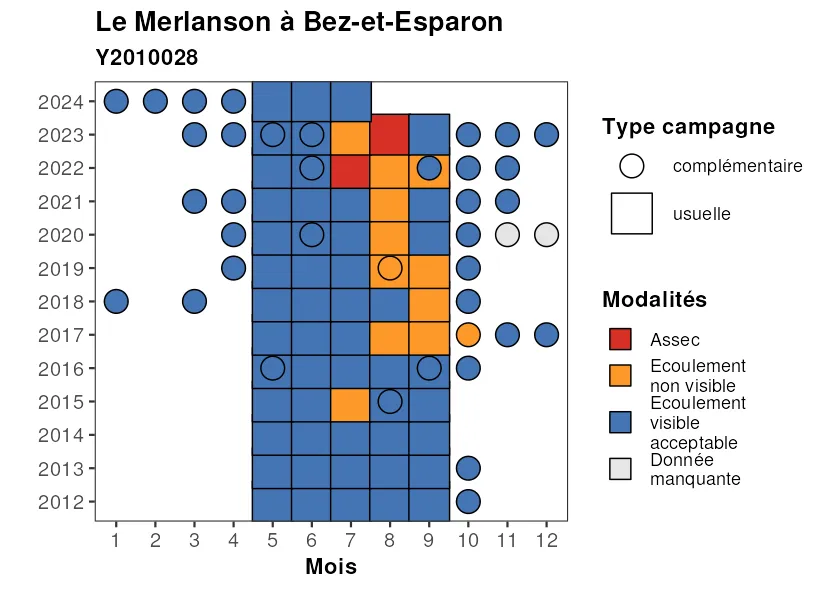 Le Merlanson à Bez-et-Esparon
Y2010028
2024
2023
2022
2021
2020
2019
2018
2017
2016
2015
2014
2013
2012
1 2 3 4 5 6 7 8 9 10 11 12
Mois
Type campagne
complémentaire
usuelle
Modalités
Assec
Ecoulement
non visible
Ecoulement
visible
acceptable
Donnée
manquante